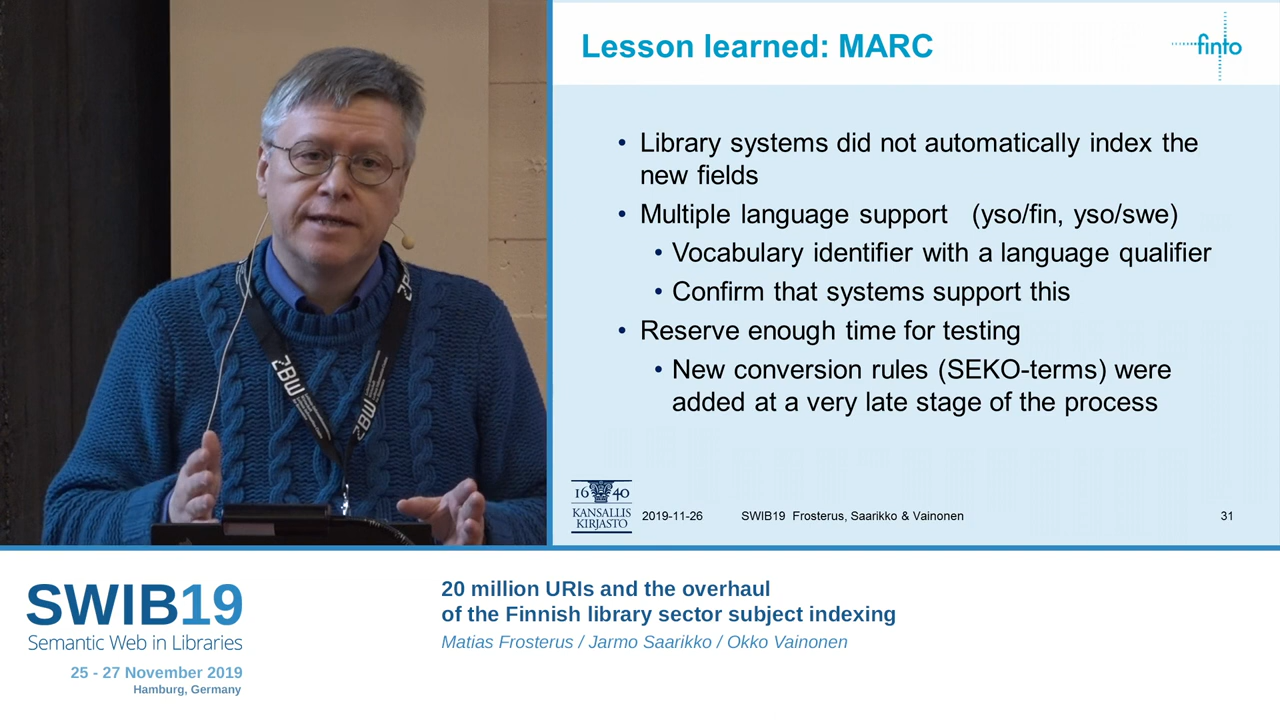 Lesson learned: MARC
finto
• Library systems did not automatically index the
new fields
• Multiple language support (yso/fin, yso/swe)
• Vocabulary identifier with a language qualifier
• Confirm that systems support this
• Reserve enough time for testing
• New conversion rules (SEKO-terms) were
added at a very late stage of the process
ZBW
ZBW
16 40
KANSALLIS
KIRJASTO
2019-11-26 SWIB19 Frosterus, Saarikko & Vainonen 31
SWIB19
Semantic Web in Libraries
25 - 27 November 2019
Hamburg, Germany
20 million URIs and the overhaul
of the Finnish library sector subject indexing
Matias Frosterus / Jarmo Saarikko / Okko Vainonen